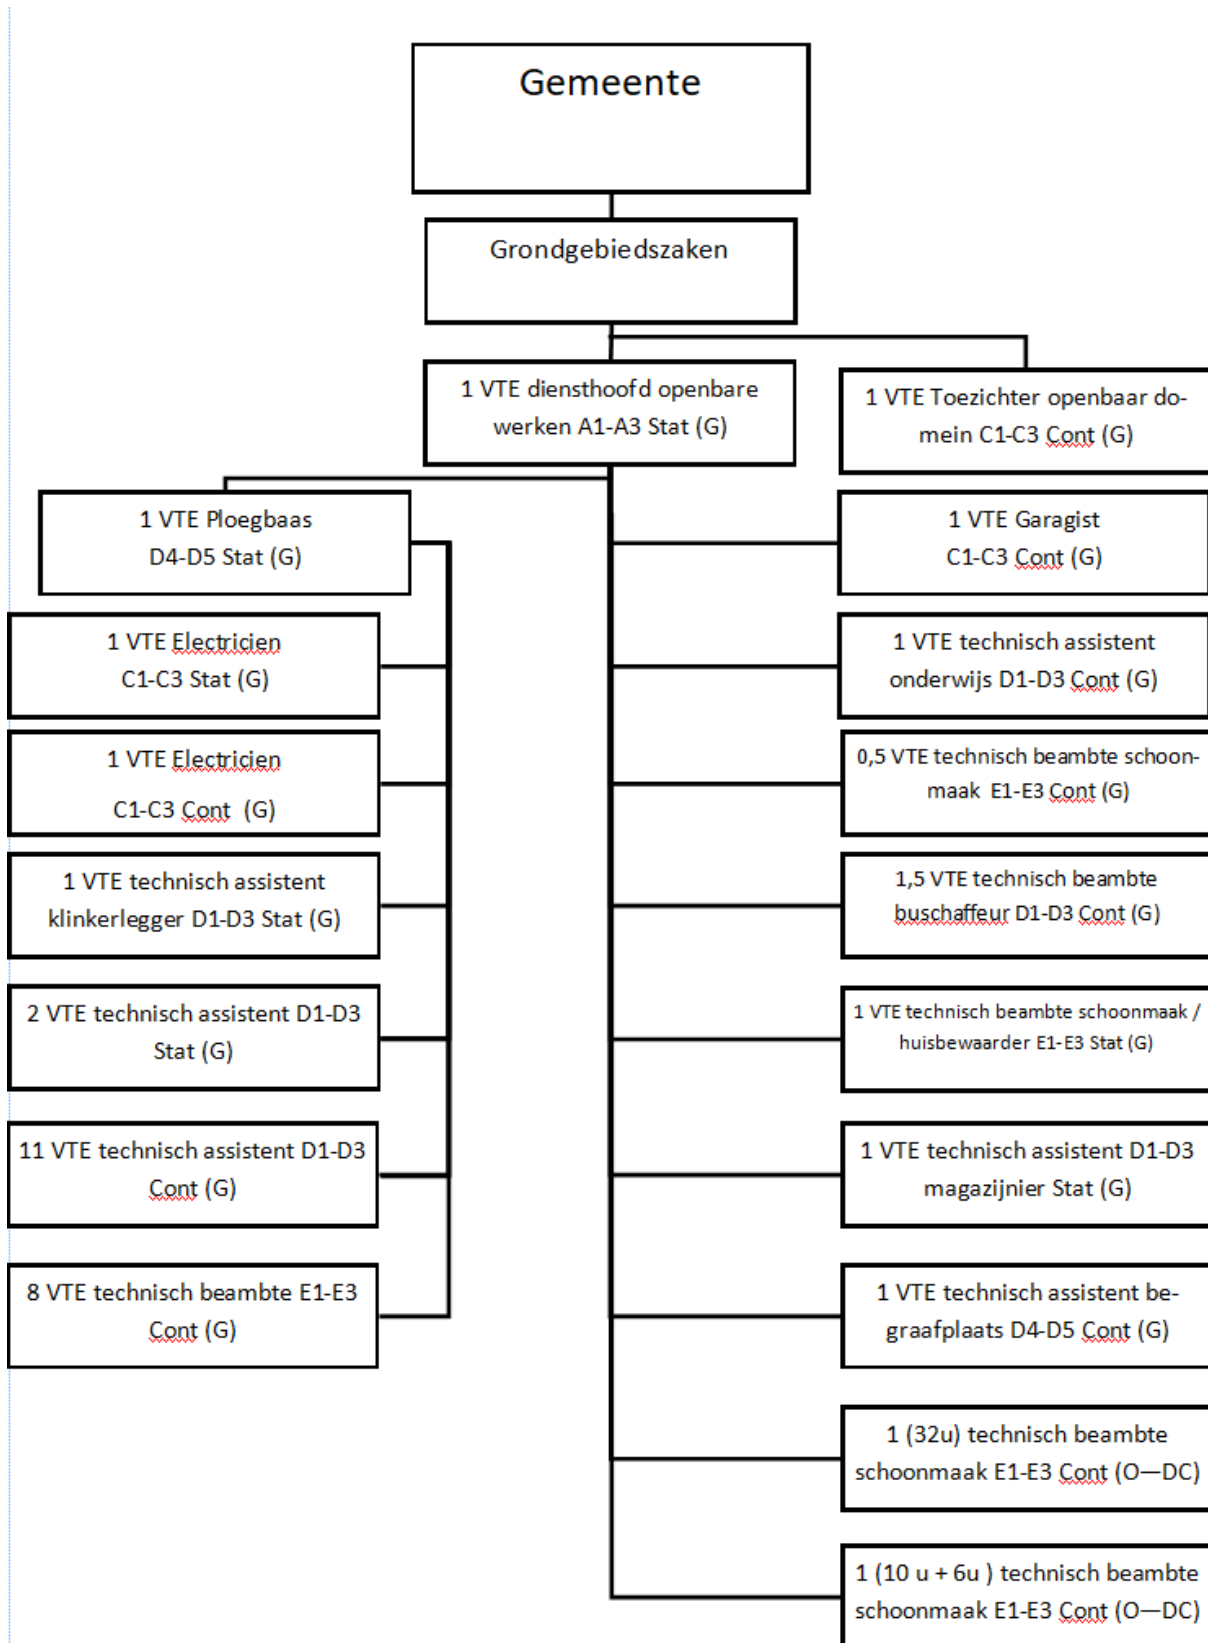 Gemeente
Grondgebiedszaken
1 VTE diensthoofd openbare
werken A1-A3 Stat (G)
1 VTE Toezichter openbaar do-
mein C1-C3 Cont (G)
1 VTE Ploegbaas
D4-D5 Stat (G)
1 VTE Electricien
C1-C3 Stat (G)
1 VTE Electricien
C1-C3 Cont (G)
1 VTE technisch assistent
klinkerlegger D1-D3 Stat (G)
2 VTE technisch assistent D1-D3
Stat (G)
11 VTE technisch assistent D1-D3
Cont (G)
8 VTE technisch beambte E1-E3
Cont (G)
1 VTE Garagist
C1-C3 Cont (G)
1 VTE technisch assistent
onderwijs D1-D3 Cont (G)
0,5 VTE technisch beambte schoon-
maak E1-E3 Cont (G)
1,5 VTE technisch beambte
buschaffeur D1-D3 Cont (G)
1 VTE technisch beambte schoonmaak /
huisbewaarder E1-E3 Stat (G)
1 VTE technisch assistent D1-D3
magazijnier Stat (G)
1 VTE technisch assistent be-
graafplaats D4-D5 Cont (G)
1 (32u) technisch beambte
schoonmaak E1-E3 Cont (O—DC)
1 (10 u + 6u ) technisch beambte
schoonmaak E1-E3 Cont (O—DC)